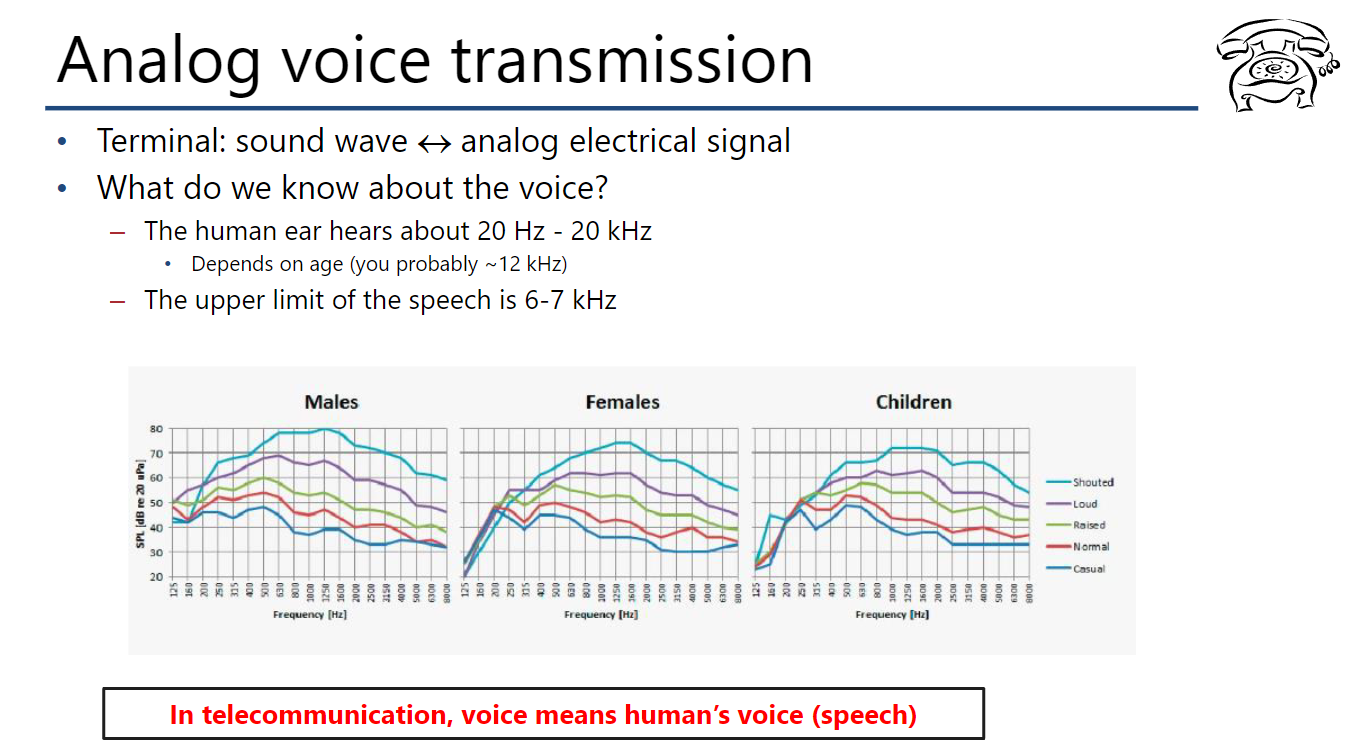 Analog voice transmission
• Terminal: sound wave ↔ analog electrical signal
• What do we know about the voice?
– The human ear hears about 20 Hz - 20 kHz
• Depends on age (you probably ~12 kHz)
– The upper limit of the speech is 6-7 kHz
Males
Females
Children
SPL [dB re 20 uPa]
80
70
60
50
40
30
20
125 160 200 250 315 400 500 630 800 1000 1250 1600 2000 2500 3150 4000 5000 6300 8000
Frequency [Hz]
125 160 200 250 315 400 500 630 800 1000 1250 1600 2000 2500 3150 4000 5000 6300 8000
Frequency [Hz]
125 160 200 250 315 400 500 630 800 1000 1250 1600 2000 2500 3150 4000 5000 6300 8000
Frequency [Hz]
Shouted
Loud
Raised
Normal
Casual
In telecommunication, voice means human’s voice (speech)